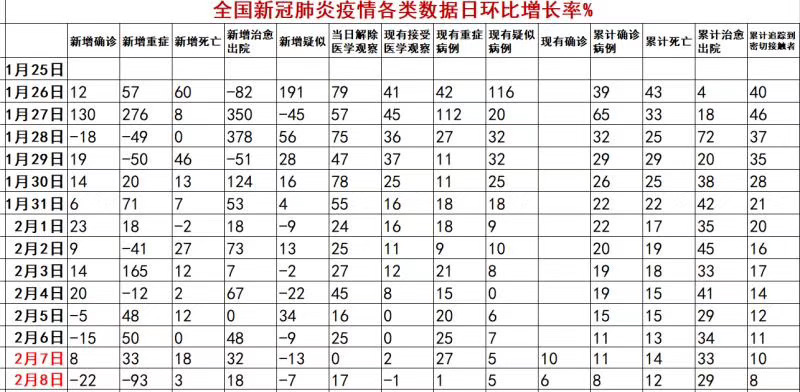 全国新冠肺炎疫情各类数据日环比增长率%
新增确诊 新增重症 新增死亡 新增治愈出院 新增疑似 当日解除医学观察 现有接受医学观察 现有重症病例 现有疑似病例 现有确诊 累计确诊病例 累计死亡 累计治愈出院 累计追踪到密切接触者
1月25日
1月26日 12 57 60 -82 191 79 41 42 116 39 43 4 40
1月27日 130 276 8 350 -45 57 45 112 20 65 33 18 46
1月28日 -18 -49 0 378 56 75 36 27 32 32 25 72 37
1月29日 19 -50 46 -51 28 47 37 11 32 29 29 20 35
1月30日 14 20 13 124 16 78 25 11 25 26 25 38 28
1月31日 6 71 7 53 4 55 16 18 18 22 22 42 21
2月1日 23 18 -2 18 -9 24 16 18 9 22 17 35 20
2月2日 9 -41 27 73 13 25 11 9 10 20 19 45 16
2月3日 14 165 12 7 -2 27 12 21 8 19 18 33 17
2月4日 20 -12 2 67 -22 45 8 15 0 19 15 41 14
2月5日 -5 48 12 0 34 16 0 20 6 15 15 29 12
2月6日 -15 50 0 48 -9 25 0 25 6 11 13 34 11
2月7日 8 33 18 32 -13 0 2 27 5 10 11 14 33 10
2月8日 -22 -93 3 18 -7 17 -1 1 5 6 8 12 29 8